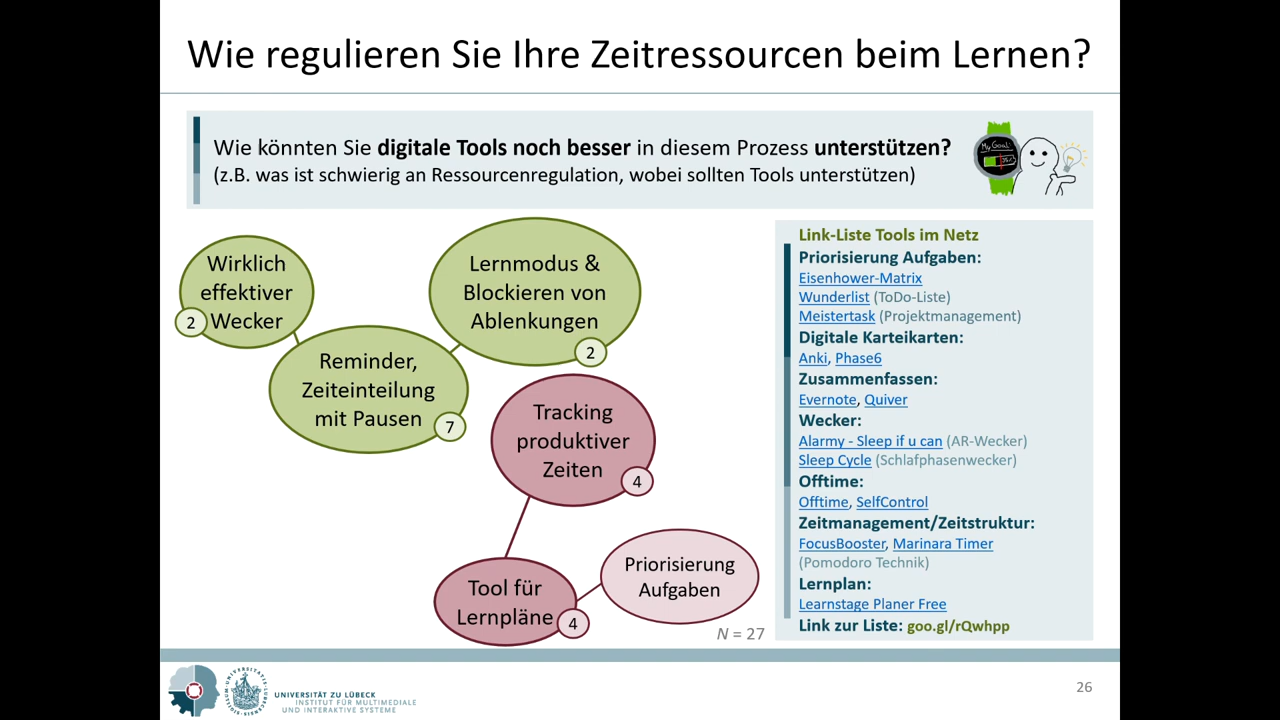 Wie regulieren Sie Ihre Zeitressourcen beim Lernen?
Wie könnten Sie digitale Tools noch besser in diesem Prozess unterstützen?
(z.B. was ist schwierig an Ressourcenregulation, wobei sollten Tools unterstützen)
My Goal
Wirklich
effektiver
Wecker
2
Lernmodus &
Blockieren von
Ablenkungen
2
Reminder,
Zeiteinteilung
mit Pausen
7
Tracking
produktiver
Zeiten
4
Tool für
Lernpläne
4
Priorisierung
Aufgaben
N = 27
Link-Liste Tools im Netz
Priorisierung Aufgaben:
Eisenhower-Matrix
Wunderlist (ToDo-Liste)
Meistertask (Projektmanagement)
Digitale Karteikarten:
Anki, Phase6
Zusammenfassen:
Evernote, Quiver
Wecker:
Alarmy - Sleep if u can (AR-Wecker)
Sleep Cycle (Schlafphasenwecker)
Offtime:
Offtime, SelfControl
Zeitmanagement/Zeitstruktur:
FocusBooster, Marinara Timer
(Pomodoro Technik)
Lernplan:
Learnstage Planer Free
Link zur Liste: goo.gl/rQwhpp
UNIVERSITÄT ZU LÜBECK
INSTITUT FÜR MULTIMEDIALE
UND INTERAKTIVE SYSTEME
26